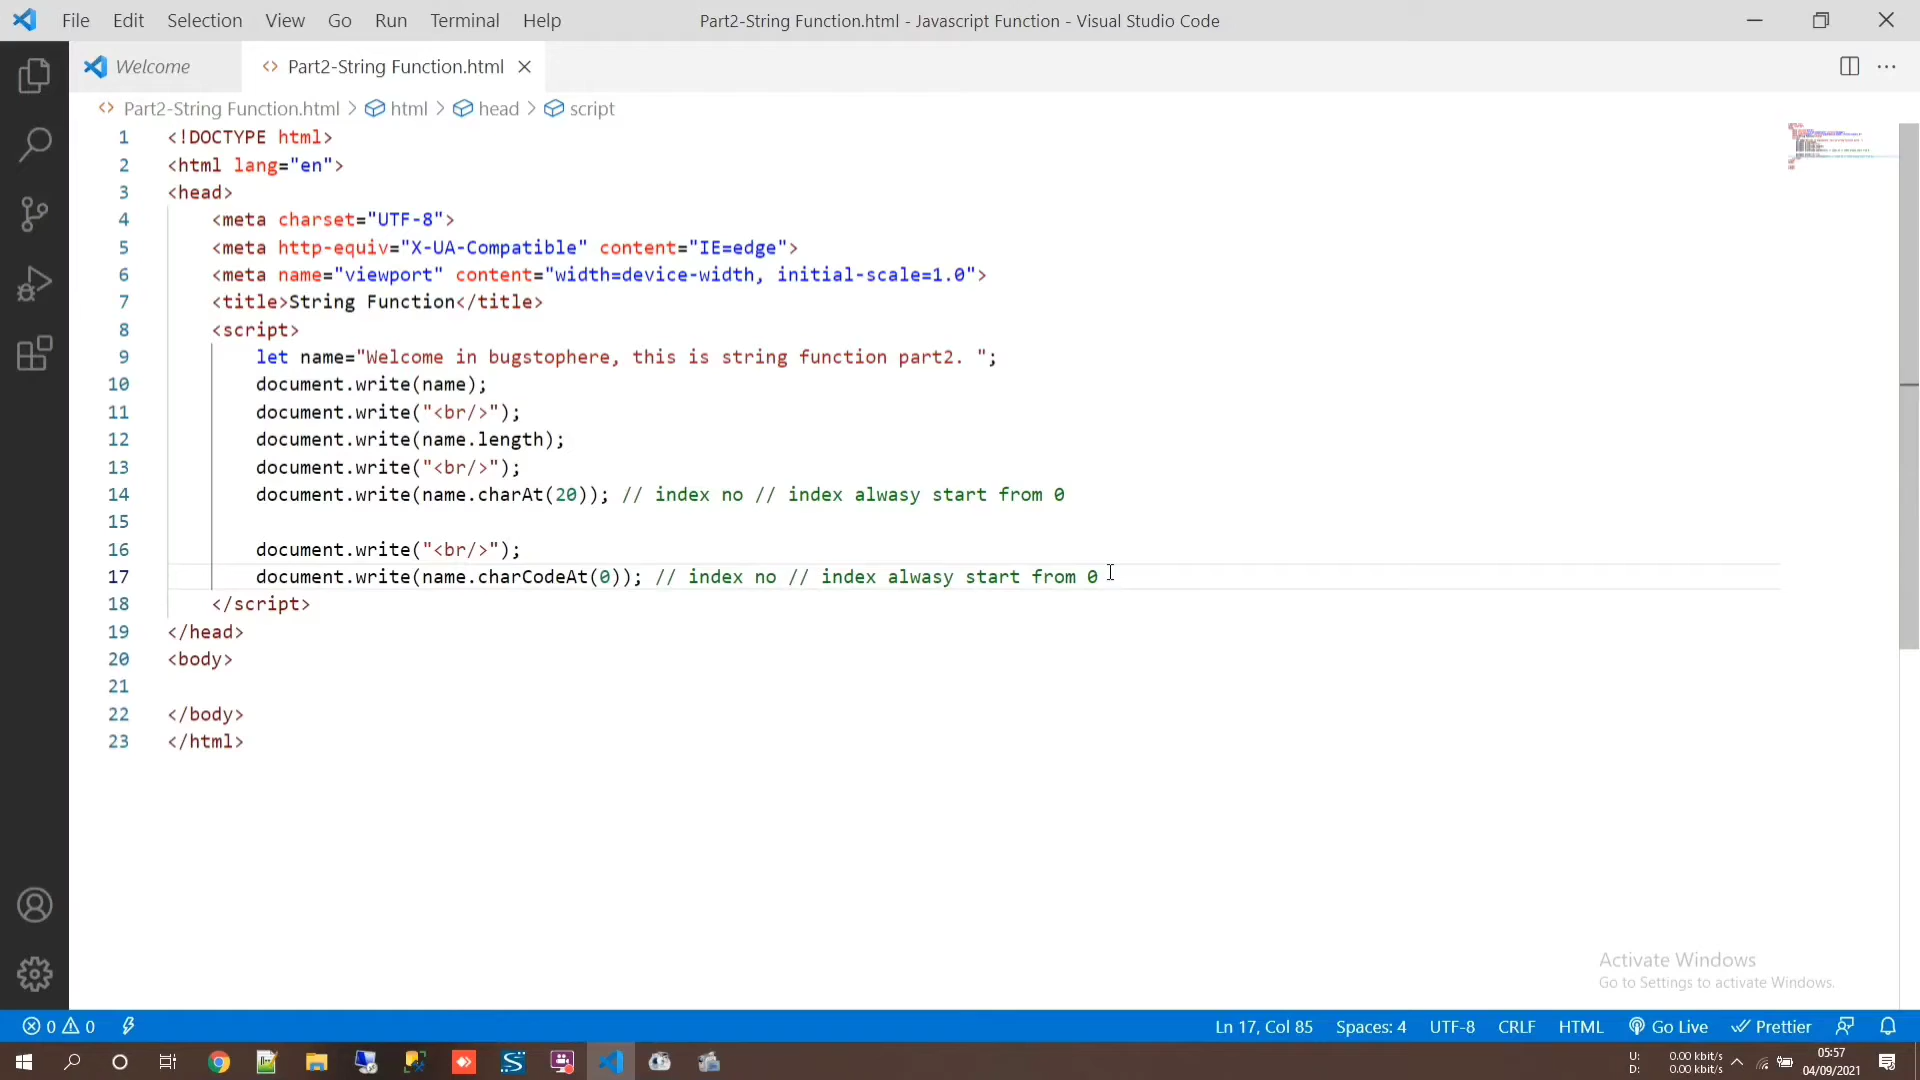 File Edit Selection View Go Run Terminal Help Part2-String Function.html - Javascript Function - Visual Studio Code
Welcome Part2-String Function.html
Part2-String Function.html > html > head > script
1 <!DOCTYPE html>
2 <html lang="en">
3 <head>
4 <meta charset="UTF-8">
5 <meta http-equiv="X-UA-Compatible" content="IE=edge">
6 <meta name="viewport" content="width=device-width, initial-scale=1.0">
7 <title>String Function</title>
8 <script>
9 let name="Welcome in bugstophere, this is string function part2. ";
10 document.write(name);
11 document.write("<br/>");
12 document.write(name.length);
13 document.write("<br/>");
14 document.write(name.charAt(20)); // index no // index alwasy start from 0
15
16 document.write("<br/>");
17 document.write(name.charCodeAt(0)); // index no // index alwasy start from 0
18 </script>
19 </head>
20 <body>
21
22 </body>
23 </html>
Activate Windows
Go to Settings to activate Windows.
0 0 Ln 17, Col 85 Spaces: 4 UTF-8 CRLF HTML Go Live Prettier
U: 0.00 kbit/s 05:57
D: 0.00 kbit/s 04/09/2021